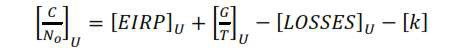 [C/N₀]_U = [EIRP]_U + [G/T]_U − [LOSSES]_U − [k]